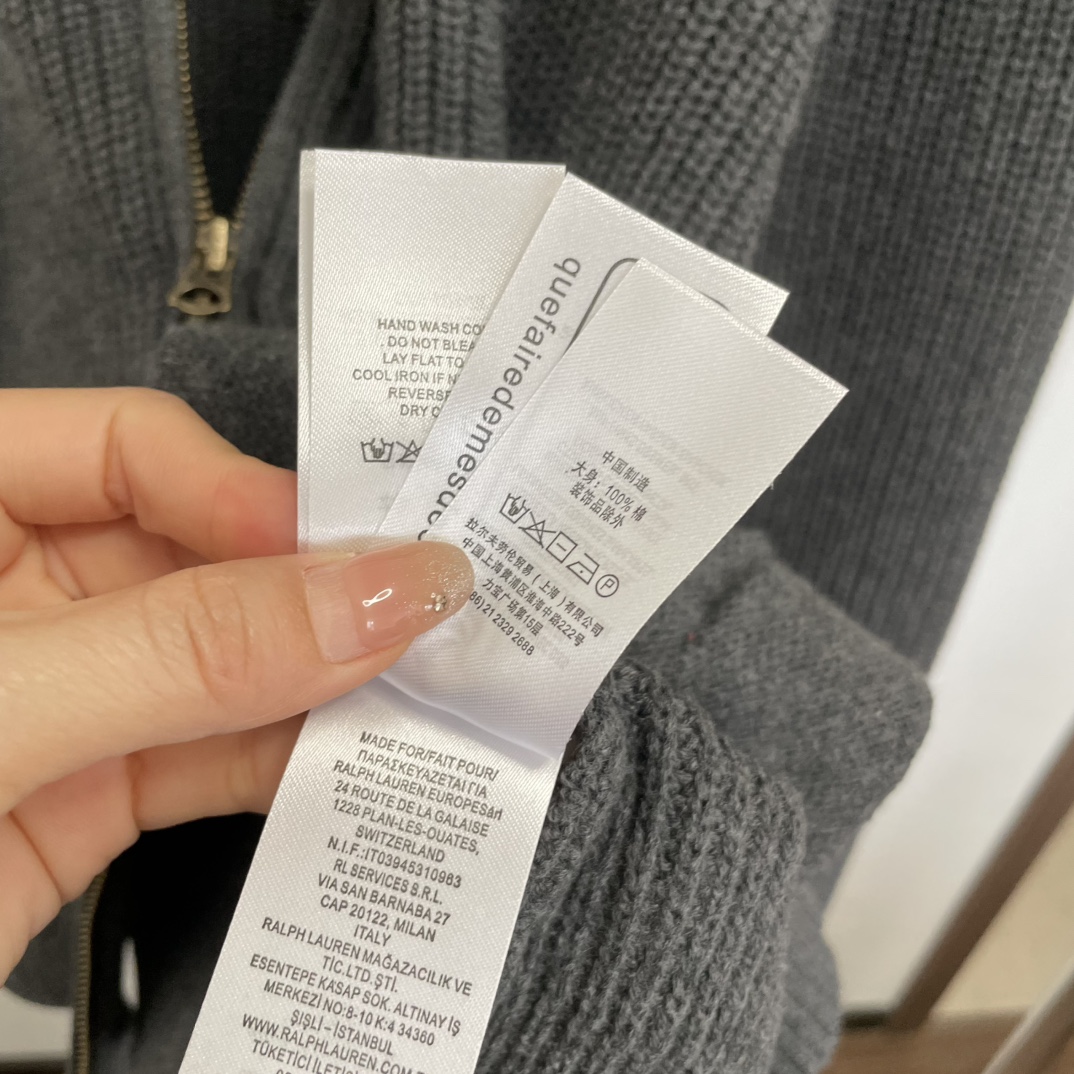 HAND WASH CO
. DO NOT BLEA
LAY FLAT TO
COOL IRON IF N
REVERSE
DRY C
quefairedemesde
中国制造
大身：100% 棉
装饰品除外
P
拉尔夫劳伦贸易（上海）有限公司
中国上海黄浦区淮海中路222号
力宝广场第15层
86) 21 2329 2688
MADE FOR/FAIT POUR/
ΠΑΡΑΣΚΕΥΑΖΕΤΑΙ ΓΙΑ
RALPH LAUREN EUROPESàrl
24 ROUTE DE LA GALAISE
1228 PLAN-LES-OUATES,
SWITZERLAND
N.I.F.:IT03945310963
RL SERVICES S.R.L.
VIA SAN BARNABA 27
CAP 20122, MILAN
ITALY
RALPH LAUREN MAĞAZACILIK VE
TİC.LTD.ŞTİ.
ESENTEPE KASAP SOK. ALTINAY İŞ
MERKEZİ NO:8-10 K:4 34360
ŞİŞLİ – İSTANBUL
WWW.RALPHLAUREN.COM
TÜKETİCİ İLETİŞ